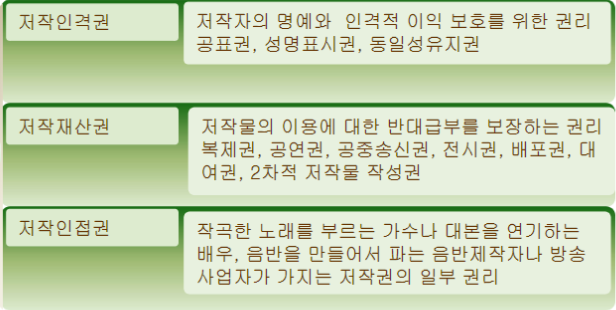 저작인격권
저작자의 명예와 인격적 이익 보호를 위한 권리
공표권, 성명표시권, 동일성유지권
저작재산권
저작물의 이용에 대한 반대급부를 보장하는 권리
복제권, 공연권, 공중송신권, 전시권, 배포권, 대
여권, 2차적 저작물 작성권
저작인접권
작곡한 노래를 부르는 가수나 대본을 연기하는
배우, 음반을 만들어서 파는 음반제작자나 방송
사업자가 가지는 저작권의 일부 권리